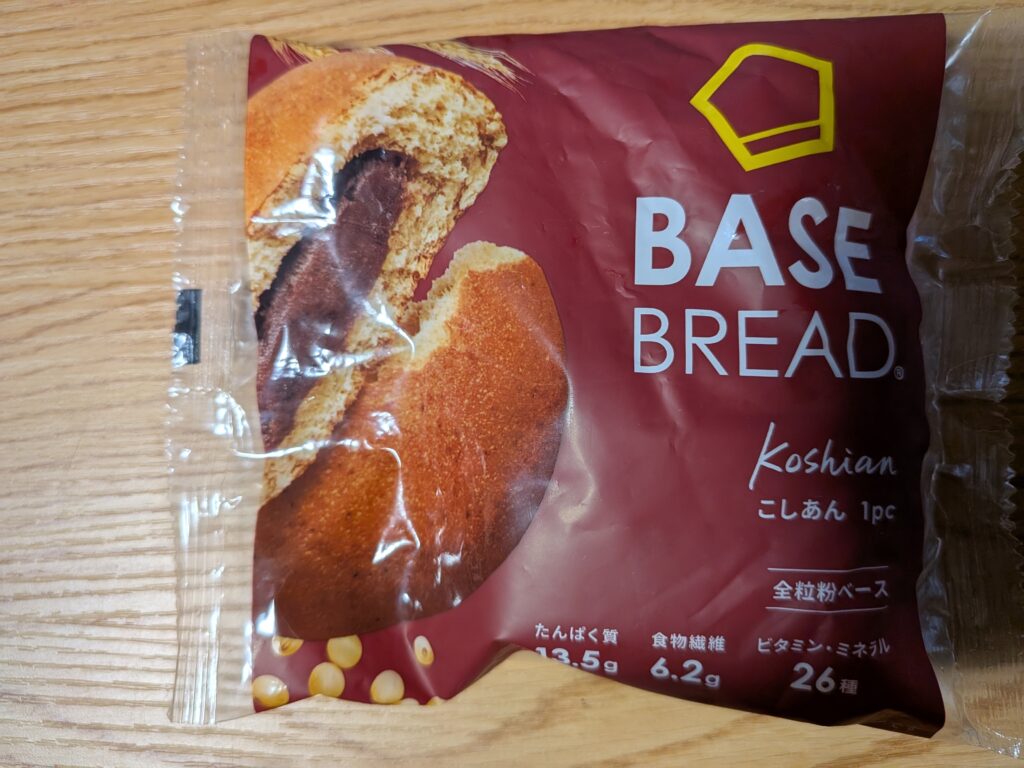 BASE
BREAD®
Koshian
こしあん 1pc
全粒粉ベース
たんぱく質 食物繊維 ビタミン・ミネラル
13.5g 6.2g 26種